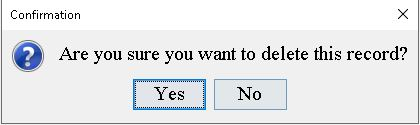 Confirmation
Are you sure you want to delete this record?
Yes No